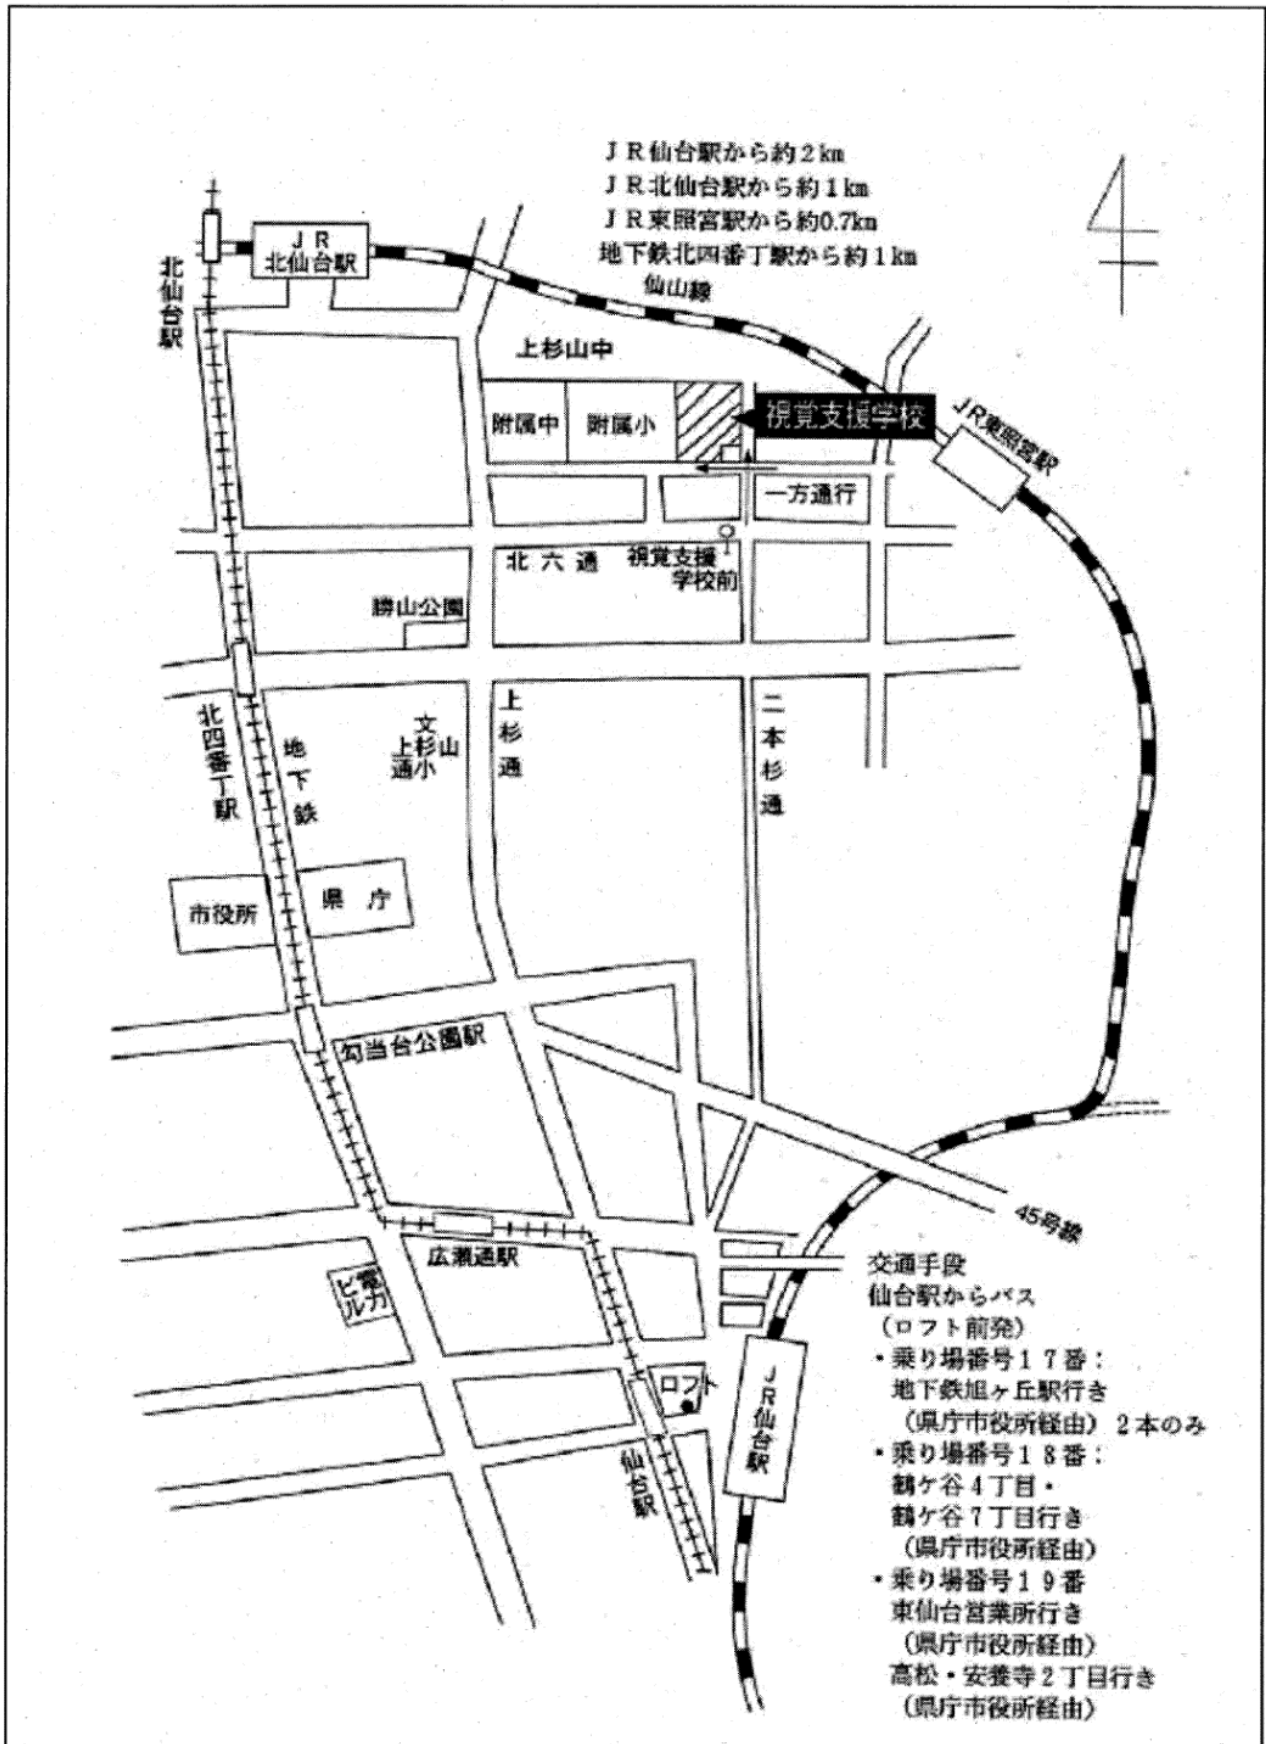 JR仙台駅から約2km
JR北仙台駅から約1km
JR東照宮駅から約0.7km
地下鉄北四番丁駅から約1km
仙山線
JR
北仙台駅
北仙台駅
上杉山中
附属中
附属小
視覚支援学校
JR東照宮駅
一方通行
北六通
視覚支援
学校前
勝山公園
北四番丁駅
地下鉄
文
上杉山
通小
上杉通
二本杉通
市役所
県庁
勾当台公園駅
45号線
広瀬通駅
電力
ビル
ロフト
JR仙台駅
仙台駅
交通手段
仙台駅からバス
(ロフト前発)
・乗り場番号17番:
地下鉄旭ヶ丘駅行き
(県庁市役所経由)2本のみ
・乗り場番号18番:
鶴ケ谷4丁目・
鶴ケ谷7丁目行き
(県庁市役所経由)
・乗り場番号19番
東仙台営業所行き
(県庁市役所経由)
高松・安養寺2丁目行き
(県庁市役所経由)